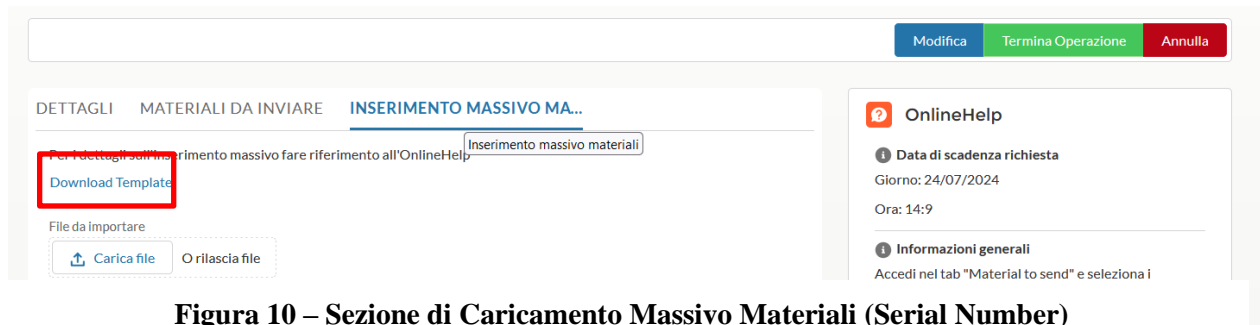 Modifica Termina Operazione Annulla
DETTAGLI MATERIALI DA INVIARE INSERIMENTO MASSIVO MA...
Inserimento massivo materiali
Per i dettagli sull'inserimento massivo fare riferimento all'OnlineHelp
Download Template
File da importare
Carica file O rilascia file
OnlineHelp
Data di scadenza richiesta
Giorno: 24/07/2024
Ora: 14:9
Informazioni generali
Accedi nel tab "Material to send" e seleziona i
Figura 10 – Sezione di Caricamento Massivo Materiali (Serial Number)